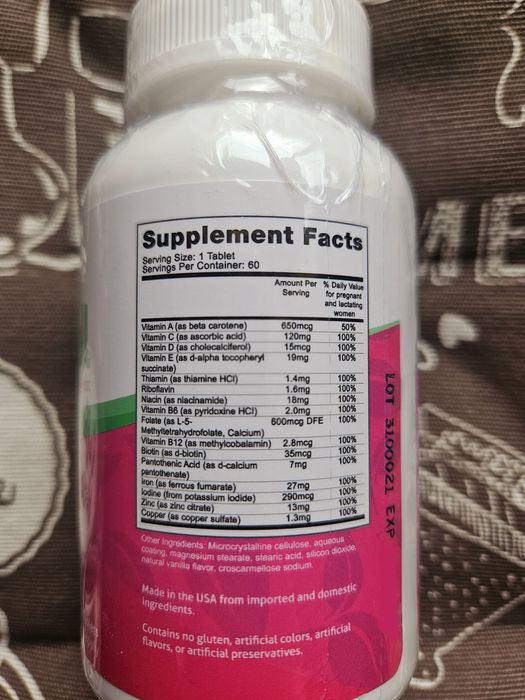 Supplement Facts
Serving Size: 1 Tablet
Servings Per Container: 60
Amount Per Serving % Daily Value for pregnant and lactating women
Vitamin A (as beta carotene) 650mcg 50%
Vitamin C (as ascorbic acid) 120mg 100%
Vitamin D (as cholecalciferol) 15mcg 100%
Vitamin E (as d-alpha tocopheryl 19mg 100%
succinate)
Thiamin (as thiamine HCl) 1.4mg 100%
Riboflavin 1.6mg 100%
Niacin (as niacinamide) 18mg 100%
Vitamin B6 (as pyridoxine HCl) 2.0mg 100%
Folate (as L-5- 600mcg DFE 100%
Methyltetrahydrofolate, Calcium)
Vitamin B12 (as methylcobalamin) 2.8mcg 100%
Biotin (as d-biotin) 35mcg 100%
Pantothenic Acid (as d-calcium 7mg 100%
pantothenate)
Iron (as ferrous fumarate) 27mg 100%
Iodine (from potassium iodide) 290mcg 100%
Zinc (as zinc citrate) 13mg 100%
Copper (as copper sulfate) 1.3mg 100%
Other Ingredients: Microcrystalline cellulose, aqueous
coating, magnesium stearate, stearic acid, silicon dioxide,
natural vanilla flavor, croscarmellose sodium.
Made in the USA from imported and domestic
ingredients.
Contains no gluten, artificial colors, artificial
flavors, or artificial preservatives.
LOT 3100021 EXP
ME